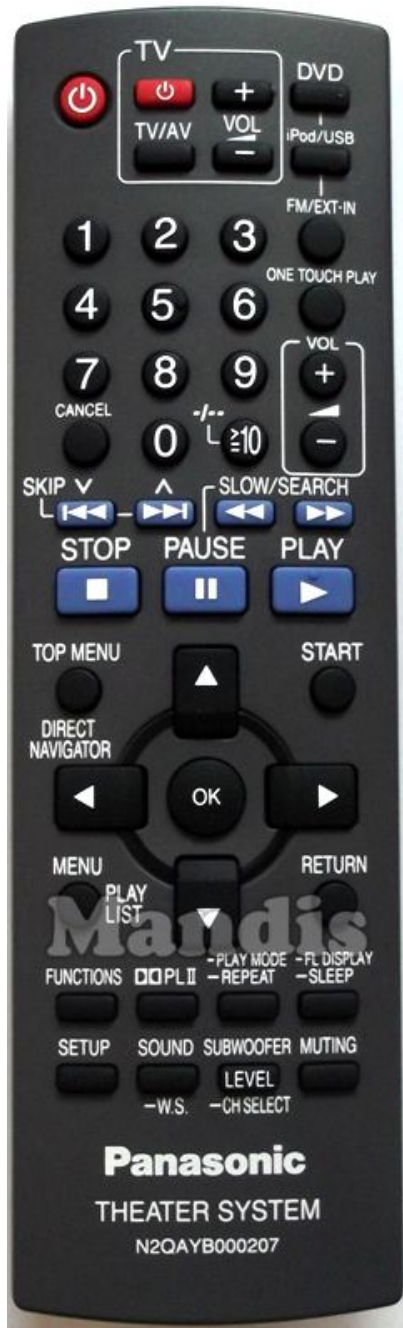 TV
DVD
TV/AV VOL
+
-
iPod/USB
FM/EXT-IN
1 2 3
ONE TOUCH PLAY
4 5 6
VOL
7 8 9 +
CANCEL -/--
0 ≧10 -
SKIP SLOW/SEARCH
STOP PAUSE PLAY
TOP MENU START
DIRECT
NAVIGATOR
OK
MENU RETURN
PLAY
LIST
Mandis
FUNCTIONS PL II -PLAY MODE -FL DISPLAY
-REPEAT -SLEEP
SETUP SOUND SUBWOOFER MUTING
LEVEL
-W.S. -CH SELECT
Panasonic
THEATER SYSTEM
N2QAYB000207